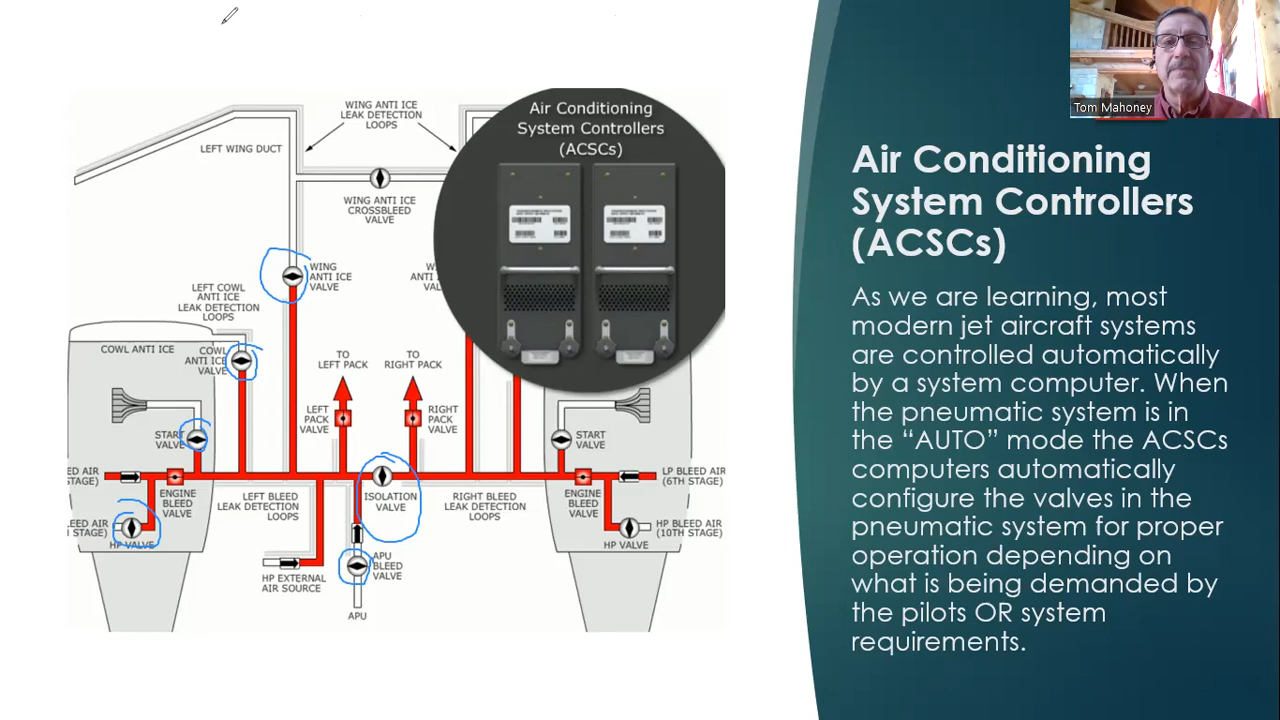 WING ANTI ICE
LEAK DETECTION
LOOPS
LEFT WING DUCT
WING ANTI ICE
CROSSBLEED
VALVE
WING
ANTI ICE
VALVE
LEFT COWL
ANTI ICE
LEAK DETECTION
LOOPS
COWL ANTI ICE
COWL
ANTI ICE
VALVE
TO
LEFT PACK
TO
RIGHT PACK
LEFT
PACK
VALVE
RIGHT
PACK
VALVE
START
VALVE
START
VALVE
ED AIR
STAGE)
ENGINE
BLEED
VALVE
LEFT BLEED
LEAK DETECTION
LOOPS
ISOLATION
VALVE
RIGHT BLEED
LEAK DETECTION
LOOPS
ENGINE
BLEED
VALVE
LP BLEED AIR
(6TH STAGE)
LEED AIR
STAGE)
HP VALVE
HP VALVE
HP BLEED AIR
(10TH STAGE)
HP EXTERNAL
AIR SOURCE
APU
BLEED
VALVE
APU
Air Conditioning
System Controllers
(ACSCs)
Tom Mahoney
Air Conditioning
System Controllers
(ACSCs)
As we are learning, most
modern jet aircraft systems
are controlled automatically
by a system computer. When
the pneumatic system is in
the “AUTO” mode the ACSCs
computers automatically
configure the valves in the
pneumatic system for proper
operation depending on
what is being demanded by
the pilots OR system
requirements.